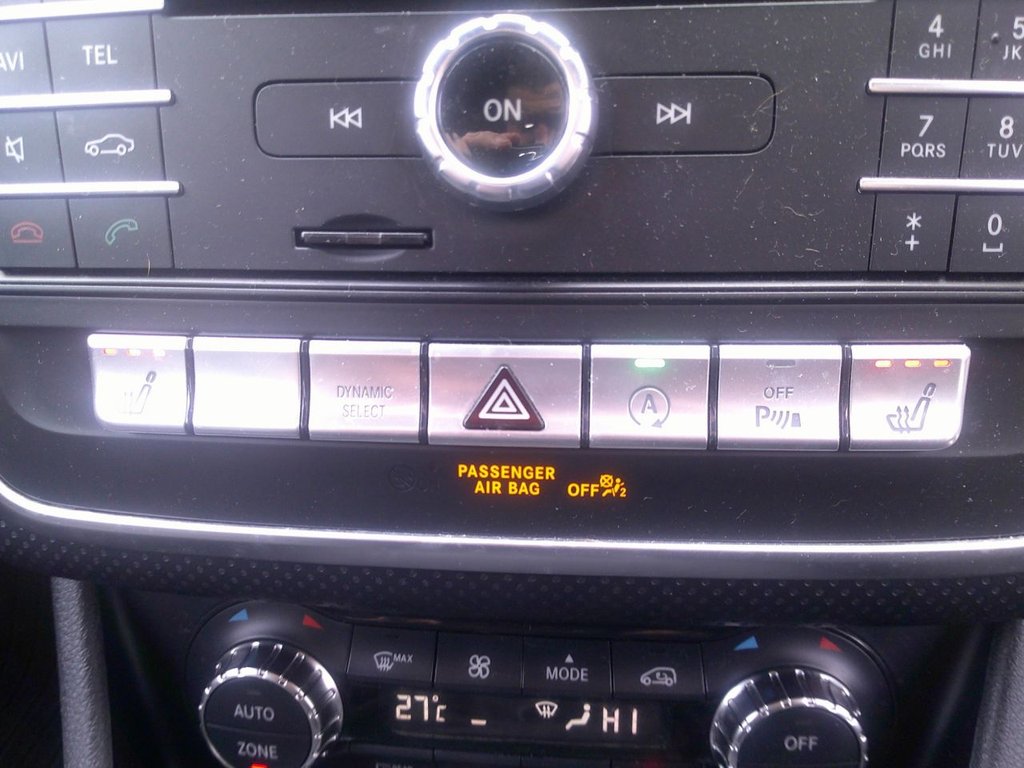 TEL
ON
4
GHI
5
JK
7
PQRS
8
TUV
*
+
0
DYNAMIC
SELECT
A
OFF
P
PASSENGER
AIR BAG OFF 2
MAX
MODE
AUTO
ZONE
27°C
HI
OFF